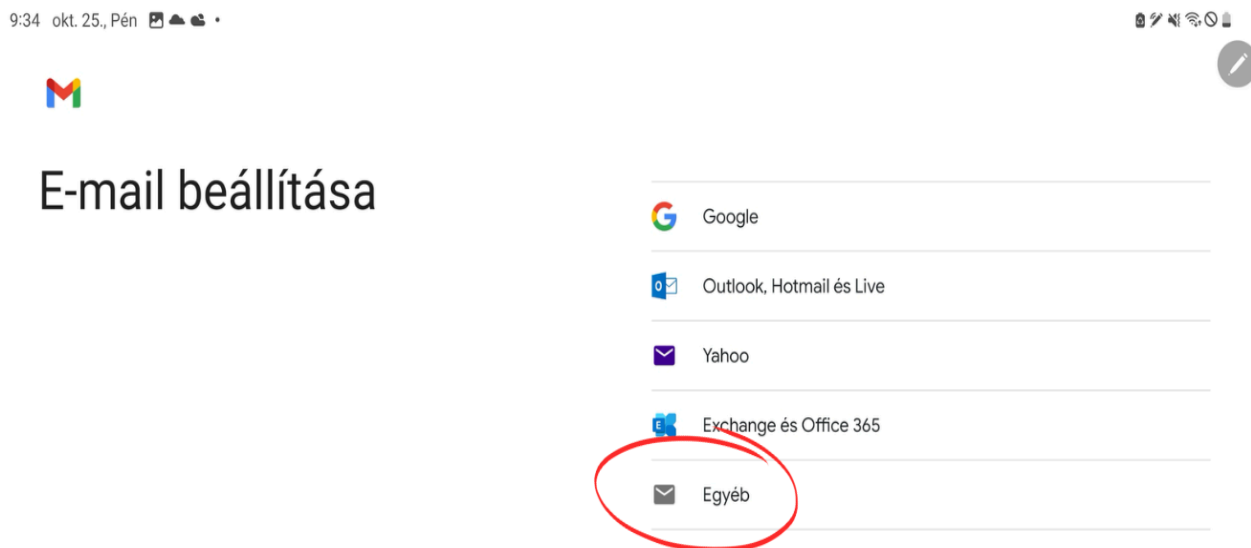 9:34 okt. 25., Pén
E-mail beállítása
Google
Outlook, Hotmail és Live
Yahoo
Exchange és Office 365
Egyéb